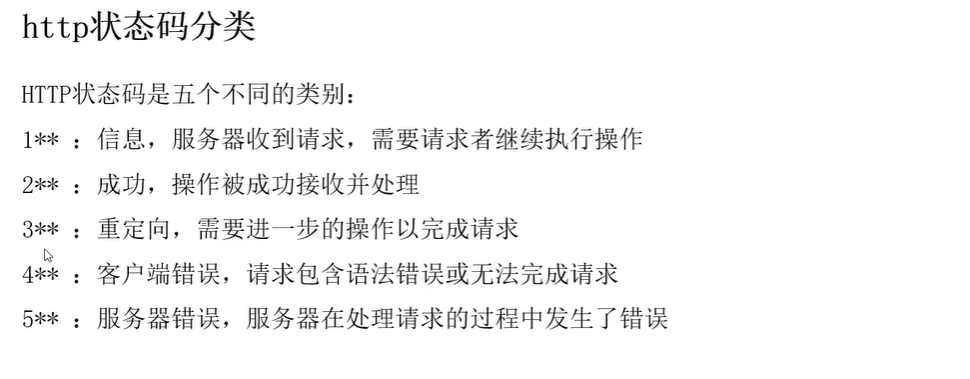 http状态码分类
HTTP状态码是五个不同的类别：
1** ：信息，服务器收到请求，需要请求者继续执行操作
2** ：成功，操作被成功接收并处理
3** ：重定向，需要进一步的操作以完成请求
4** ：客户端错误，请求包含语法错误或无法完成请求
5** ：服务器错误，服务器在处理请求的过程中发生了错误